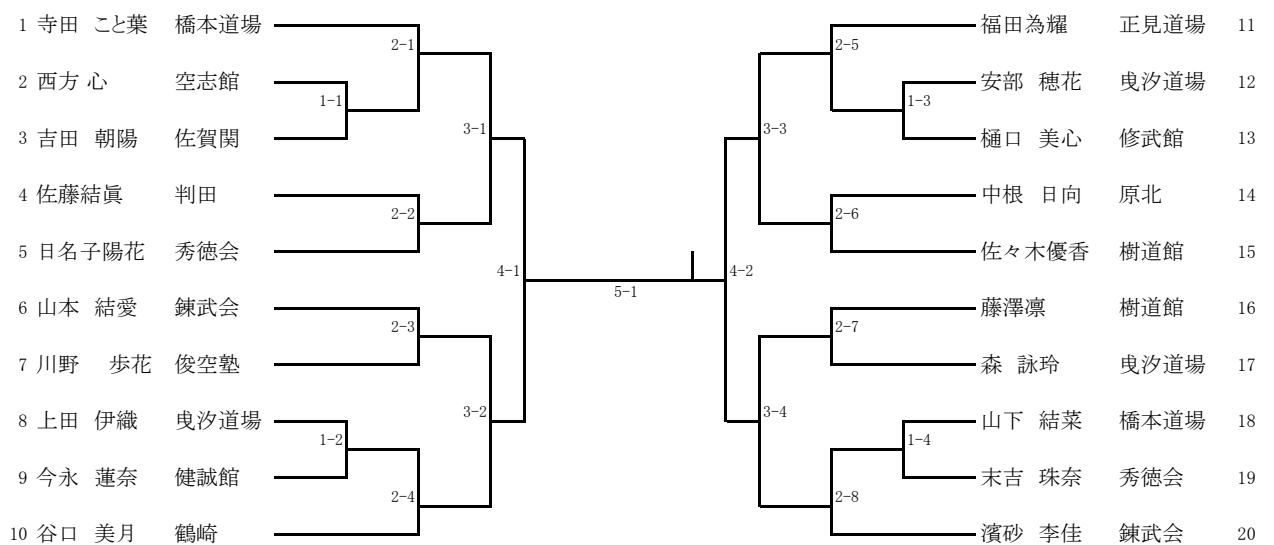 1 寺田 こと葉 橋本道場
2 西方 心 空志館
3 吉田 朝陽 佐賀関
4 佐藤結眞 判田
5 日名子陽花 秀徳会
6 山本 結愛 錬武会
7 川野 歩花 俊空塾
8 上田 伊織 曳汐道場
9 今永 蓮奈 健誠館
10 谷口 美月 鶴崎
1-1
1-2
2-1
2-2
2-3
2-4
3-1
3-2
4-1
5-1
4-2
3-3
3-4
2-5
2-6
2-7
2-8
1-3
1-4
福田為耀 正見道場 11
安部 穂花 曳汐道場 12
樋口 美心 修武館 13
中根 日向 原北 14
佐々木優香 樹道館 15
藤澤凛 樹道館 16
森 詠玲 曳汐道場 17
山下 結菜 橋本道場 18
末吉 珠奈 秀徳会 19
濱砂 李佳 錬武会 20